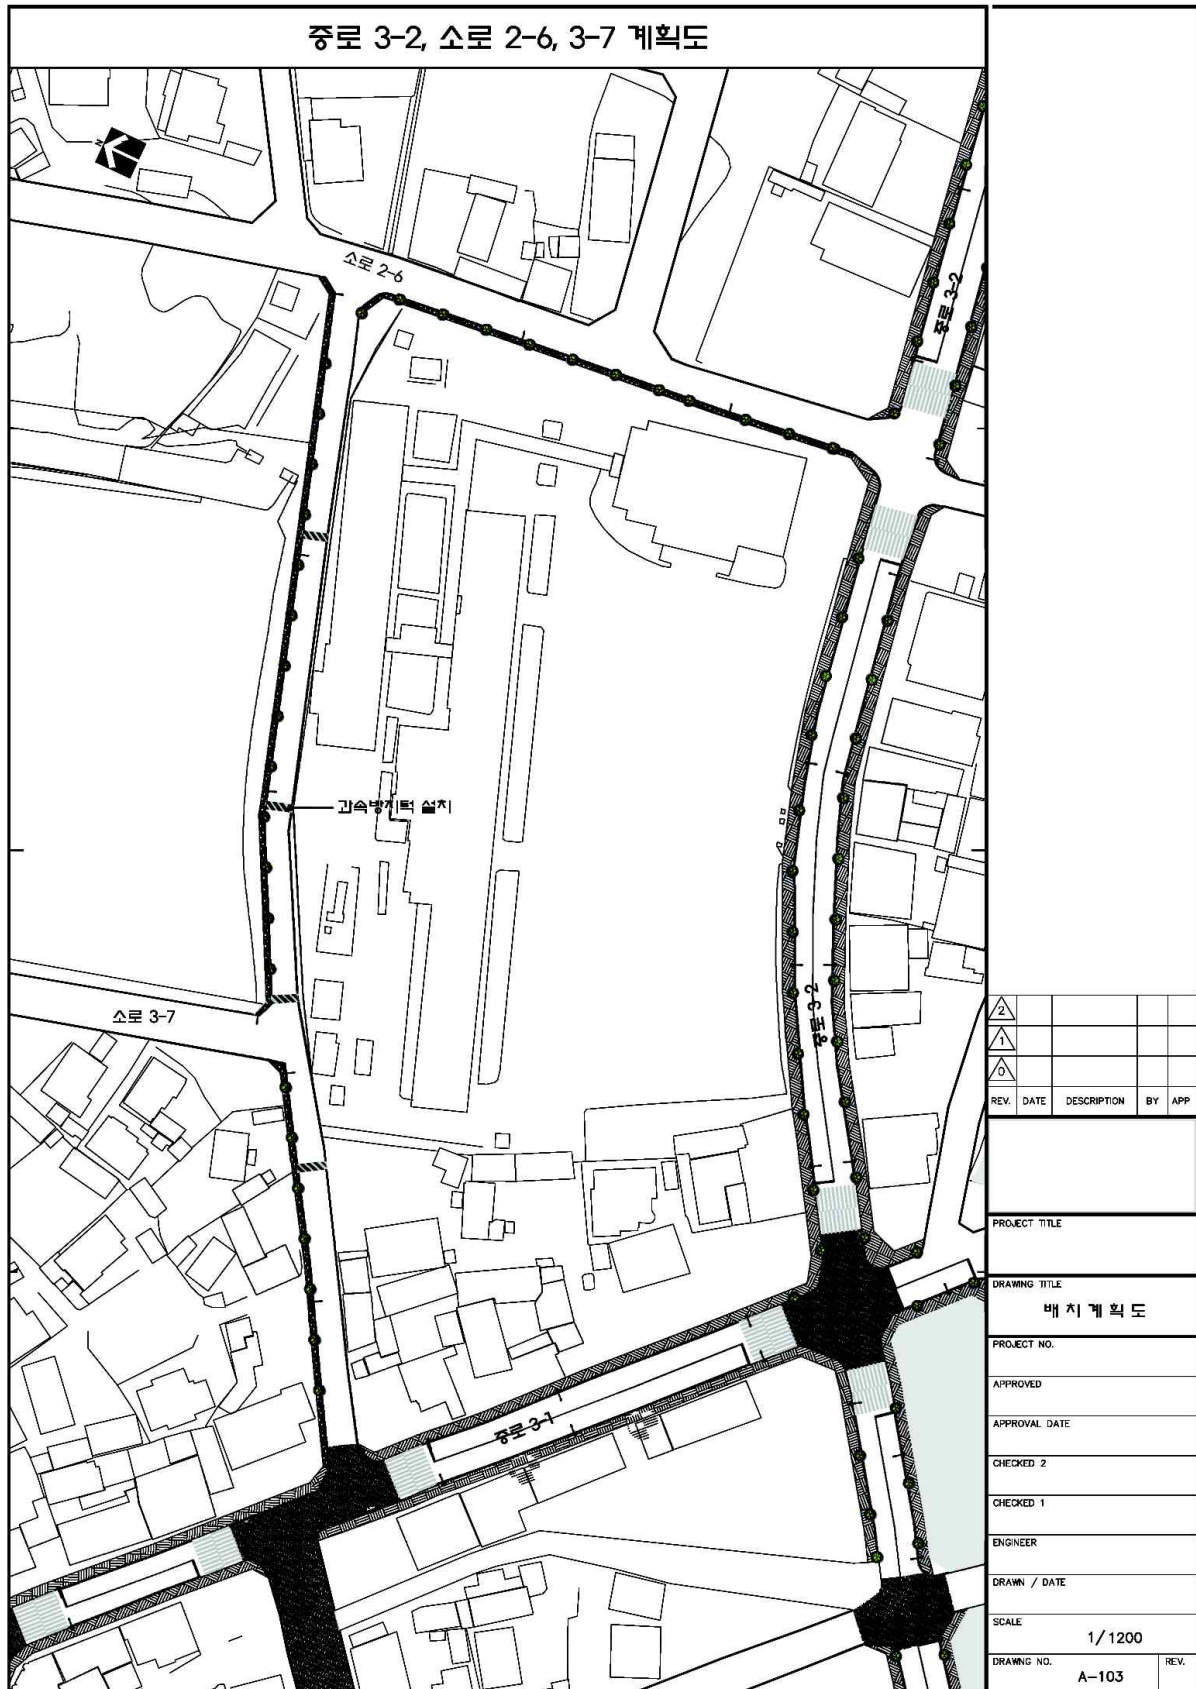 중로 3-2, 소로 2-6, 3-7 계획도
N
소로 2-6
중로 3-2
과속방지턱 설치
중로 3-2
소로 3-7
중로 3-1
2
1
0
REV. DATE DESCRIPTION BY APP
PROJECT TITLE
DRAWING TITLE
배치계획도
PROJECT NO.
APPROVED
APPROVAL DATE
CHECKED 2
CHECKED 1
ENGINEER
DRAWN / DATE
SCALE
1/1200
DRAWING NO.
A-103
REV.